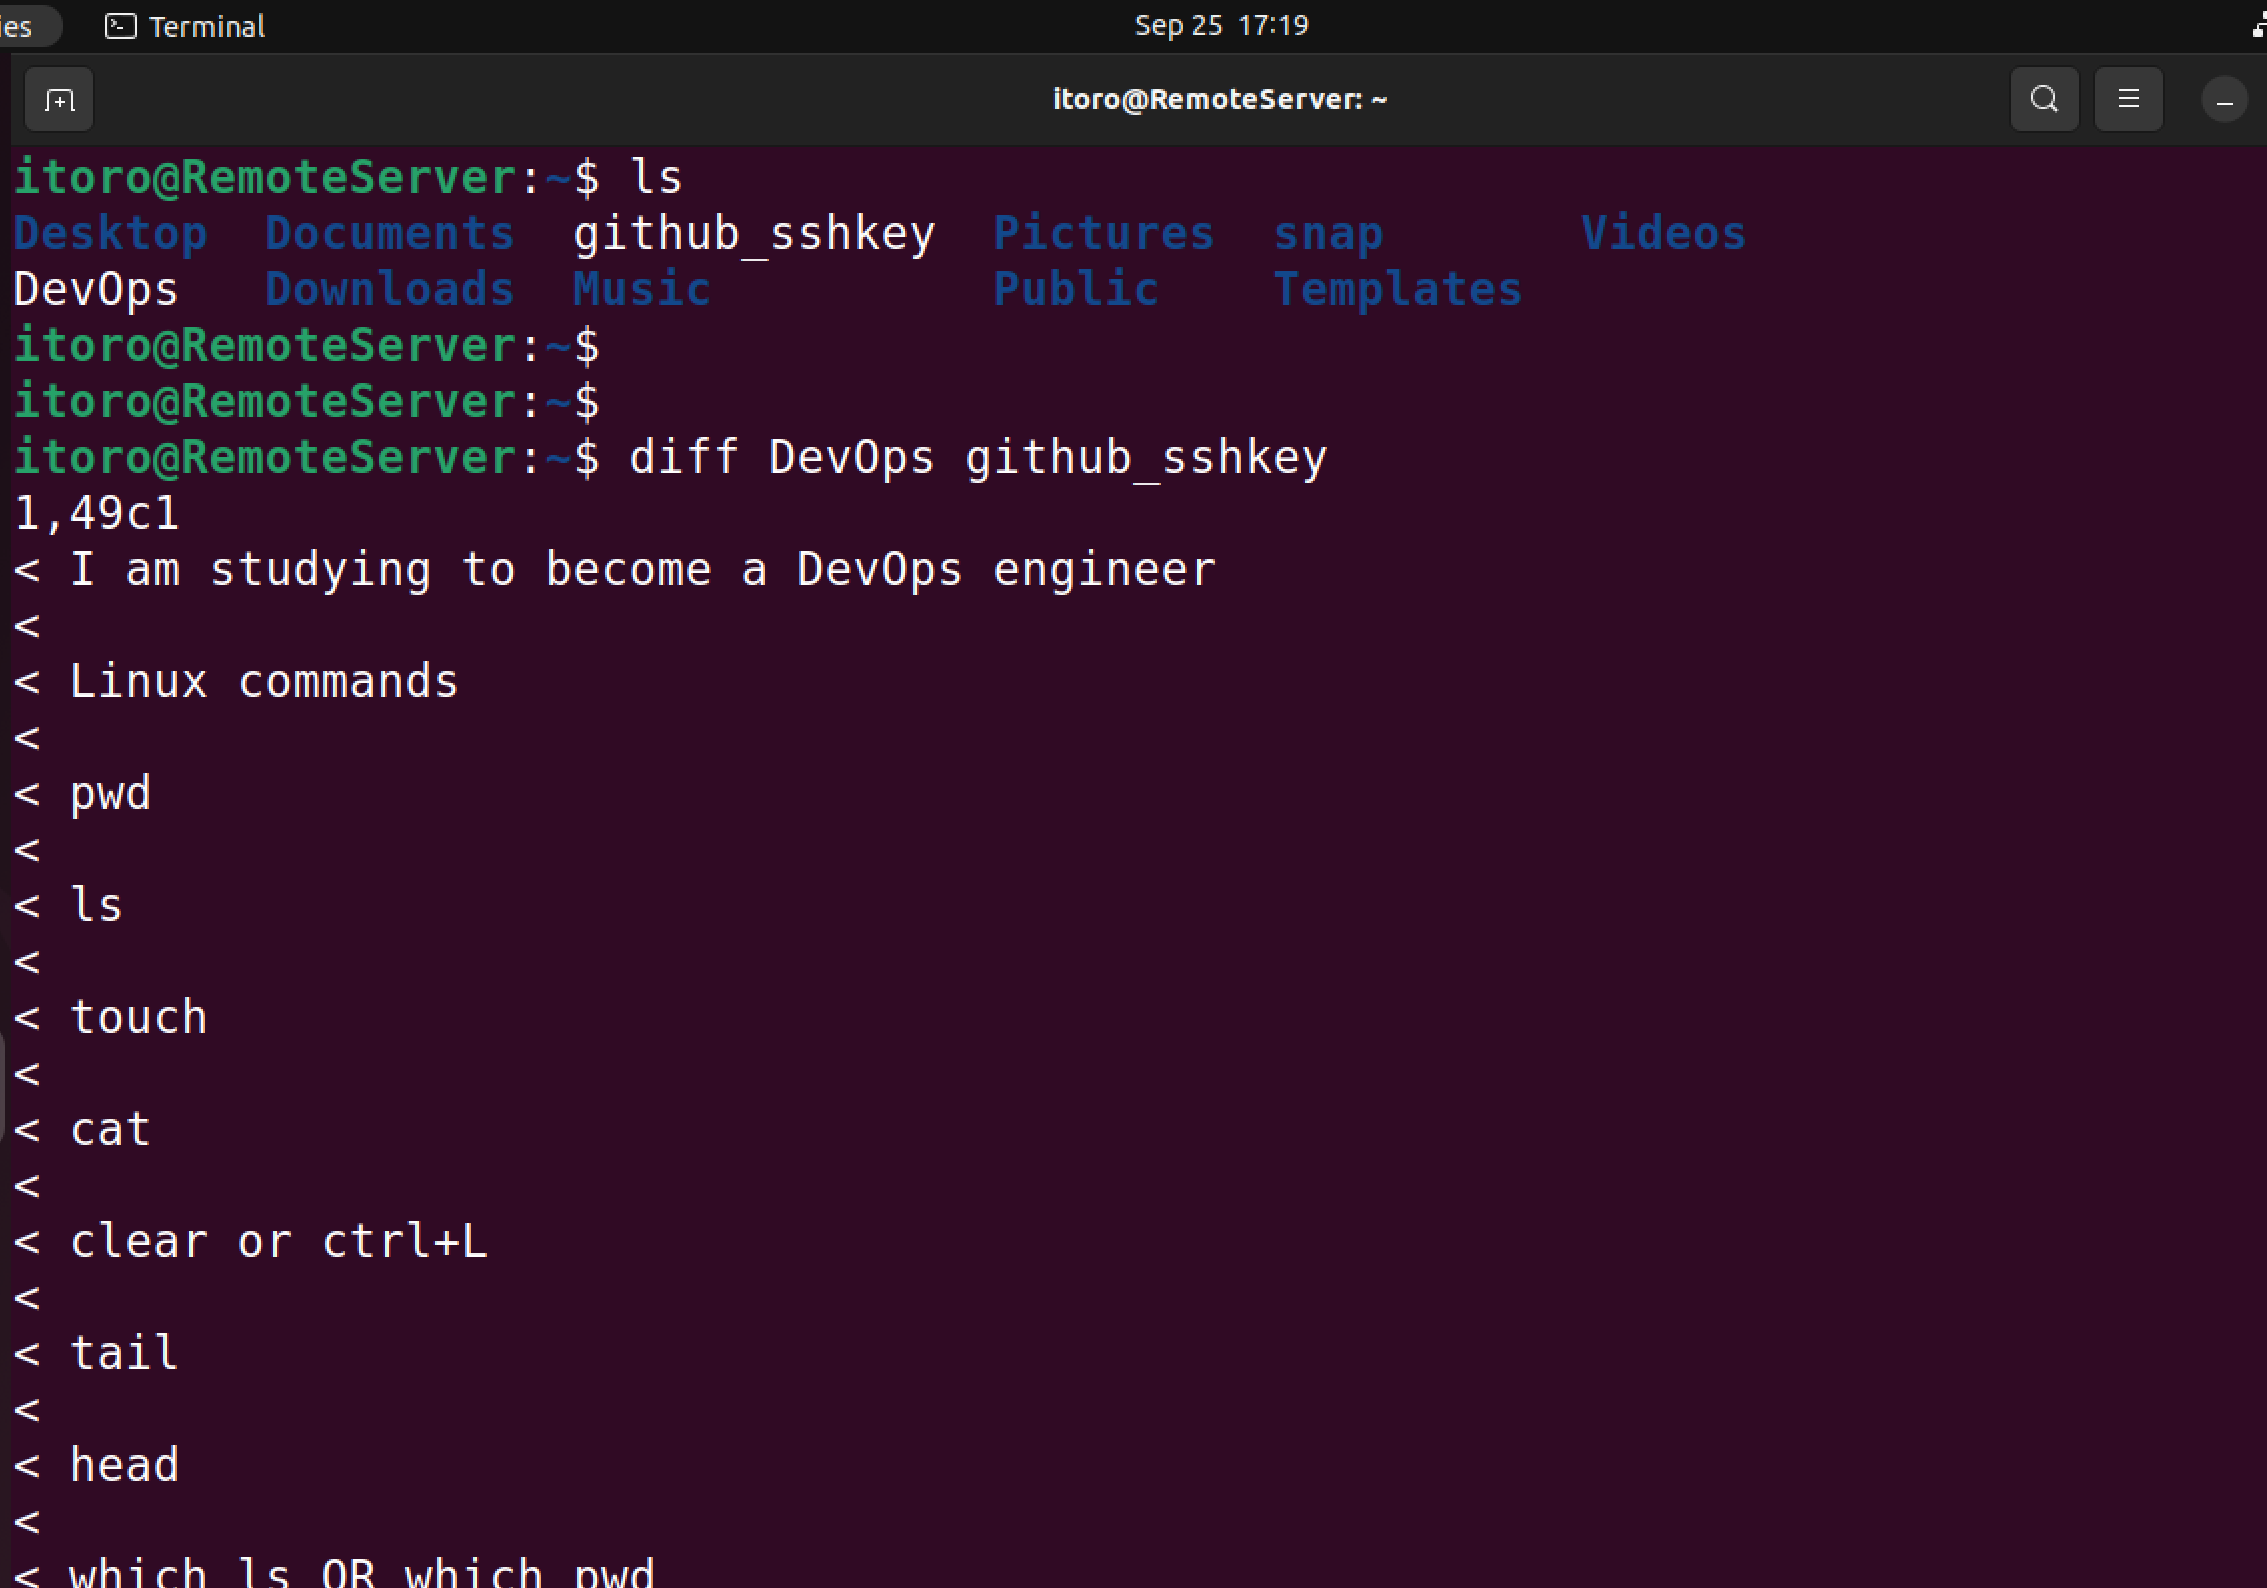 ies Terminal Sep 25 17:19
itoro@RemoteServer: ~
itoro@RemoteServer:~$ ls
Desktop Documents github_sshkey Pictures snap Videos
DevOps Downloads Music Public Templates
itoro@RemoteServer:~$
itoro@RemoteServer:~$
itoro@RemoteServer:~$ diff DevOps github_sshkey
1,49c1
< I am studying to become a DevOps engineer
<
< Linux commands
<
< pwd
<
< ls
<
< touch
<
< cat
<
< clear or ctrl+L
<
< tail
<
< head
<
< which ls OR which pwd